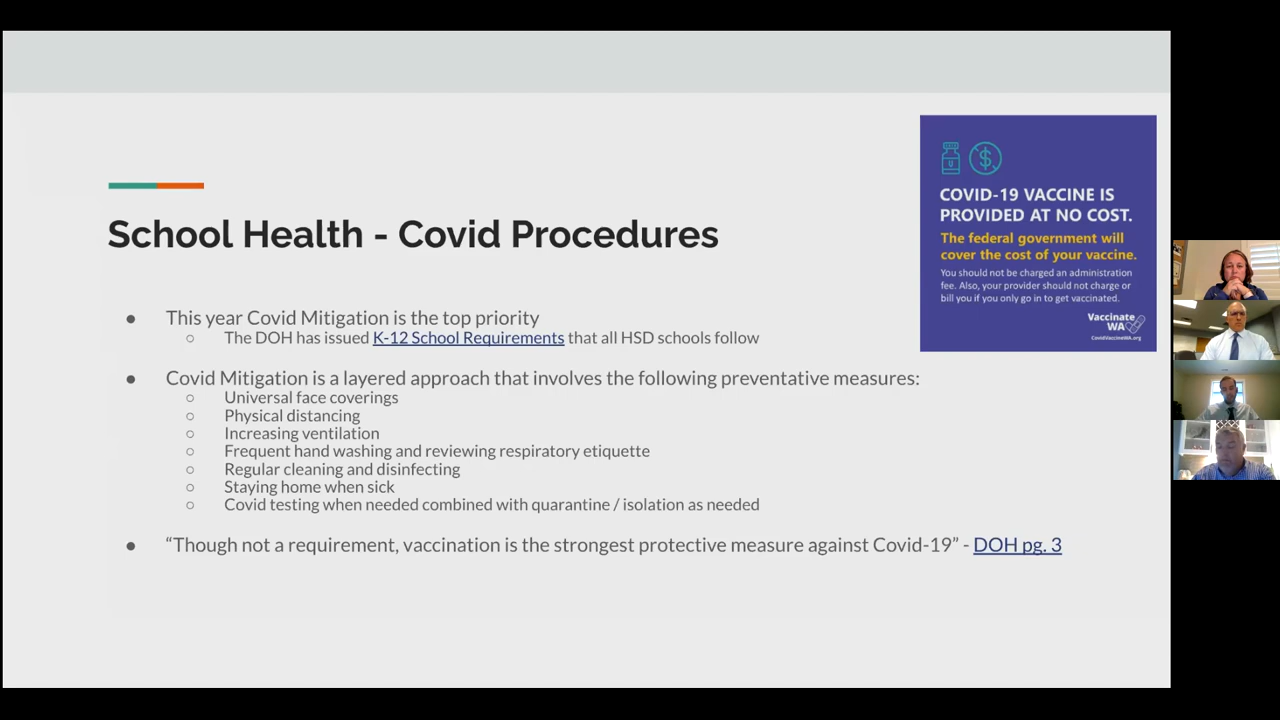 COVID-19 VACCINE IS
PROVIDED AT NO COST.
The federal government will
cover the cost of your vaccine.
You should not be charged an administration
fee. Also, your provider should not charge or
bill you if you only go in to get vaccinated.
Vaccinate
WA
CovidVaccineWA.org
School Health - Covid Procedures
● This year Covid Mitigation is the top priority
○ The DOH has issued K-12 School Requirements that all HSD schools follow
● Covid Mitigation is a layered approach that involves the following preventative measures:
○ Universal face coverings
○ Physical distancing
○ Increasing ventilation
○ Frequent hand washing and reviewing respiratory etiquette
○ Regular cleaning and disinfecting
○ Staying home when sick
○ Covid testing when needed combined with quarantine / isolation as needed
● “Though not a requirement, vaccination is the strongest protective measure against Covid-19” - DOH pg. 3